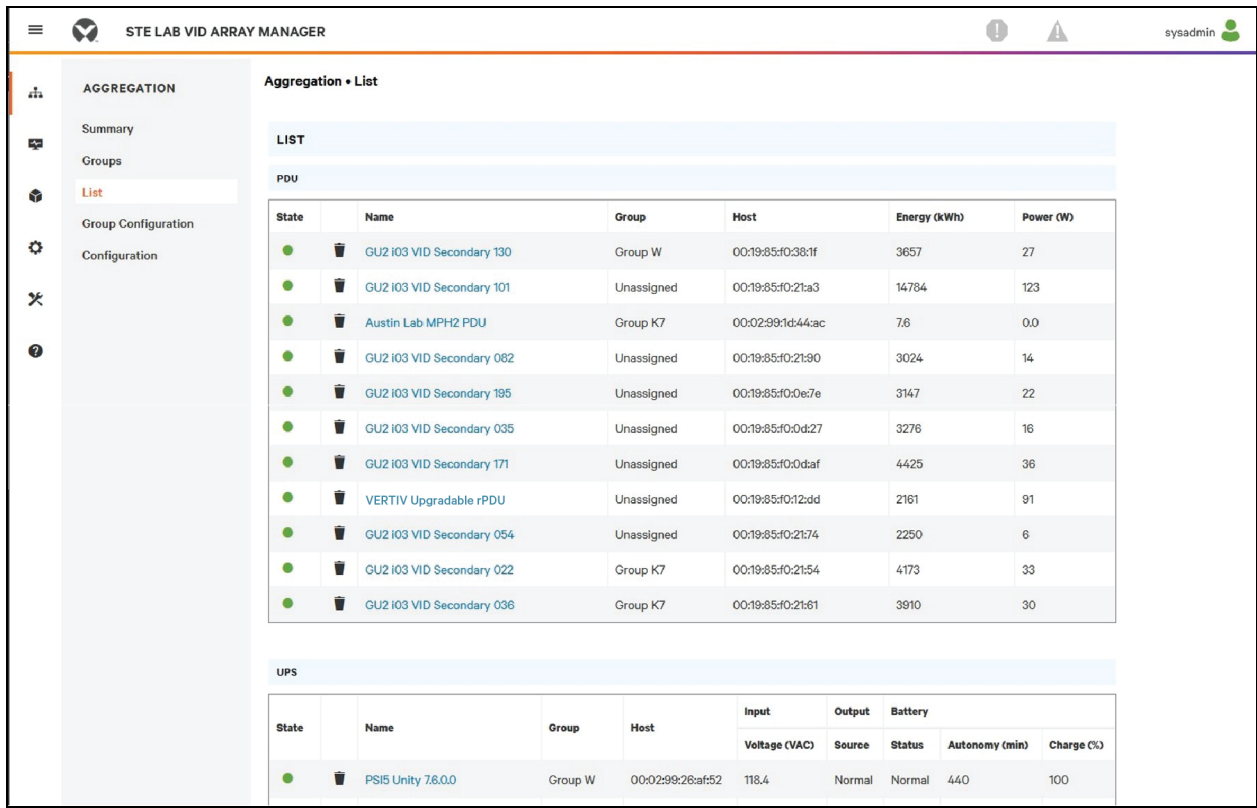 STE LAB VID ARRAY MANAGER sysadmin
AGGREGATION
Summary
Groups
List
Group Configuration
Configuration
Aggregation • List
LIST
PDU
State Name Group Host Energy (kWh) Power (W)
GU2 i03 VID Secondary 130 Group W 00:19:85:f0:38:1f 3657 27
GU2 i03 VID Secondary 101 Unassigned 00:19:85:f0:21:a3 14784 123
Austin Lab MPH2 PDU Group K7 00:02:99:1d:44:ac 7.6 0.0
GU2 i03 VID Secondary 082 Unassigned 00:19:85:f0:21:90 3024 14
GU2 i03 VID Secondary 195 Unassigned 00:19:85:f0:0e:7e 3147 22
GU2 i03 VID Secondary 035 Unassigned 00:19:85:f0:0d:27 3276 16
GU2 i03 VID Secondary 171 Unassigned 00:19:85:f0:0d:af 4425 36
VERTIV Upgradable rPDU Unassigned 00:19:85:f0:12:dd 2161 91
GU2 i03 VID Secondary 054 Unassigned 00:19:85:f0:21:74 2250 6
GU2 i03 VID Secondary 022 Group K7 00:19:85:f0:21:54 4173 33
GU2 i03 VID Secondary 036 Group K7 00:19:85:f0:21:61 3910 30
UPS
State Name Group Host Input Output Battery
Voltage (VAC) Source Status Autonomy (min) Charge (%)
PSI5 Unity 7.6.0.0 Group W 00:02:99:26:af:52 118.4 Normal Normal 440 100